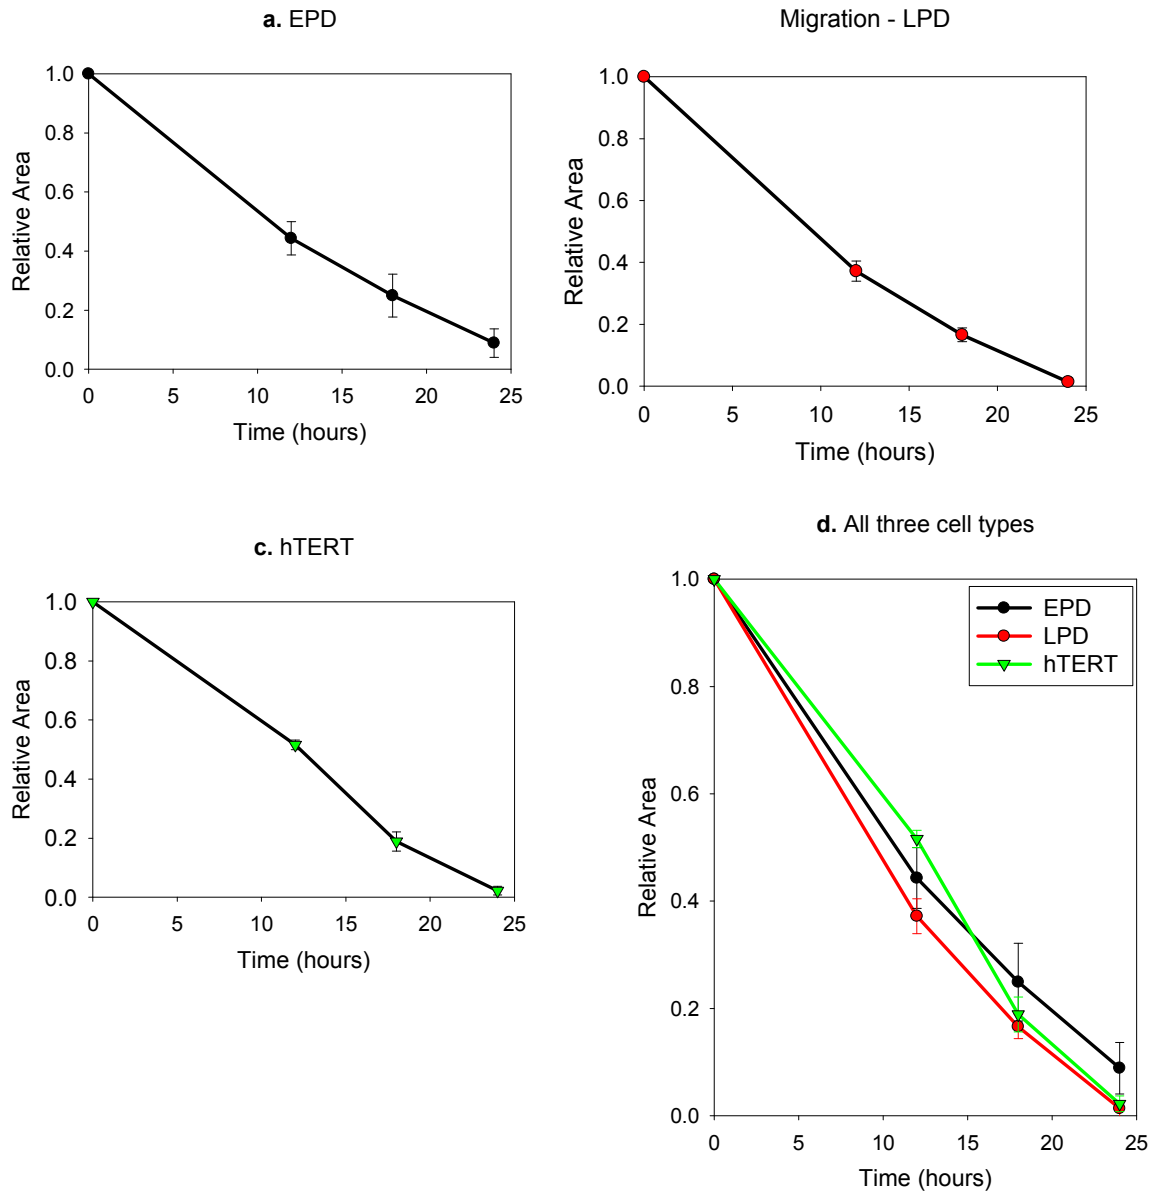 a. EPD
1.0
0.8
0.6
0.4
0.2
0.0
Relative Area
0 5 10 15 20 25
Time (hours)
Migration - LPD
1.0
0.8
0.6
0.4
0.2
0.0
Relative Area
0 5 10 15 20 25
Time (hours)
c. hTERT
1.0
0.8
0.6
0.4
0.2
0.0
Relative Area
0 5 10 15 20 25
Time (hours)
d. All three cell types
1.0
0.8
0.6
0.4
0.2
0.0
Relative Area
EPD
LPD
hTERT
0 5 10 15 20 25
Time (hours)